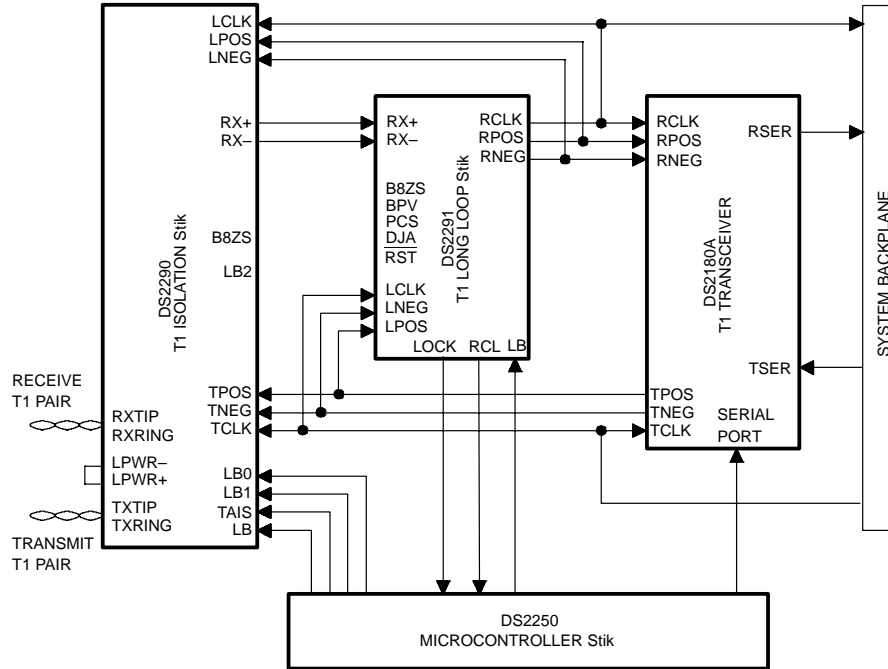 LCLK
LPOS
LNEG
RX+
RX–
B8ZS
LB2
DS2290
T1 ISOLATION Stik
RECEIVE
T1 PAIR
RXTIP
RXRING
LPWR–
LPWR+
TXTIP
TXRING
TRANSMIT
T1 PAIR
TPOS
TNEG
TCLK
LB0
LB1
TAIS
LB
RX+
RX–
B8ZS
BPV
PCS
DJA
RST
LCLK
LNEG
LPOS
DS2291
T1 LONG LOOP Stik
RCLK
RPOS
RNEG
LOCK RCL LB
RCLK
RPOS
RNEG
RSER
DS2180A
T1 TRANSCEIVER
TSER
TPOS
TNEG
TCLK
SERIAL
PORT
SYSTEM BACKPLANE
DS2250
MICROCONTROLLER Stik